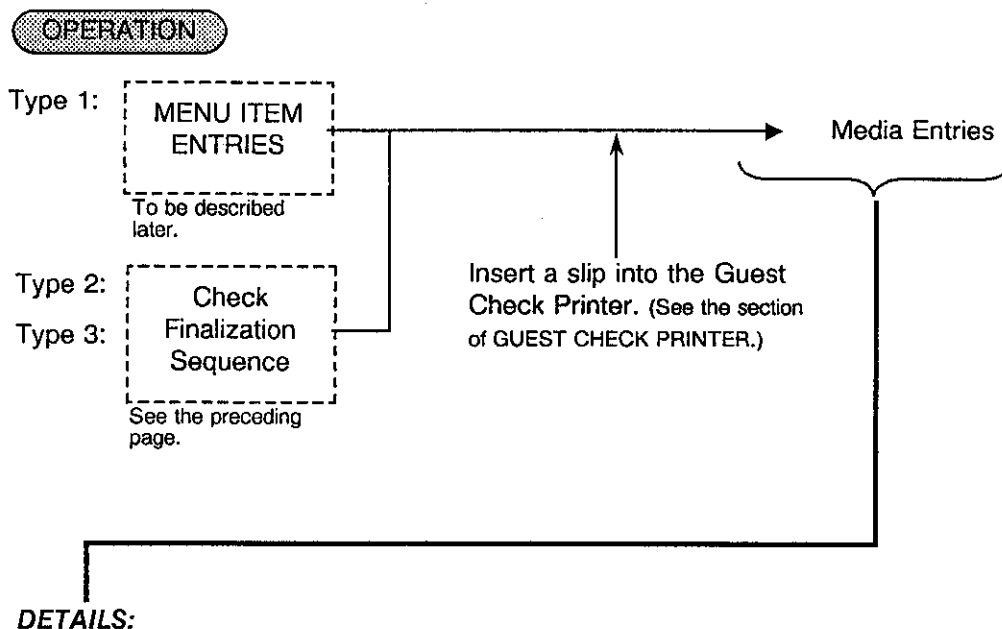 OPERATION
Type 1:
MENU ITEM
ENTRIES
To be described
later.
Media Entries
Type 2:
Type 3:
Check
Finalization
Sequence
See the preceding
page.
Insert a slip into the Guest
Check Printer. (See the section
of GUEST CHECK PRINTER.)
DETAILS: